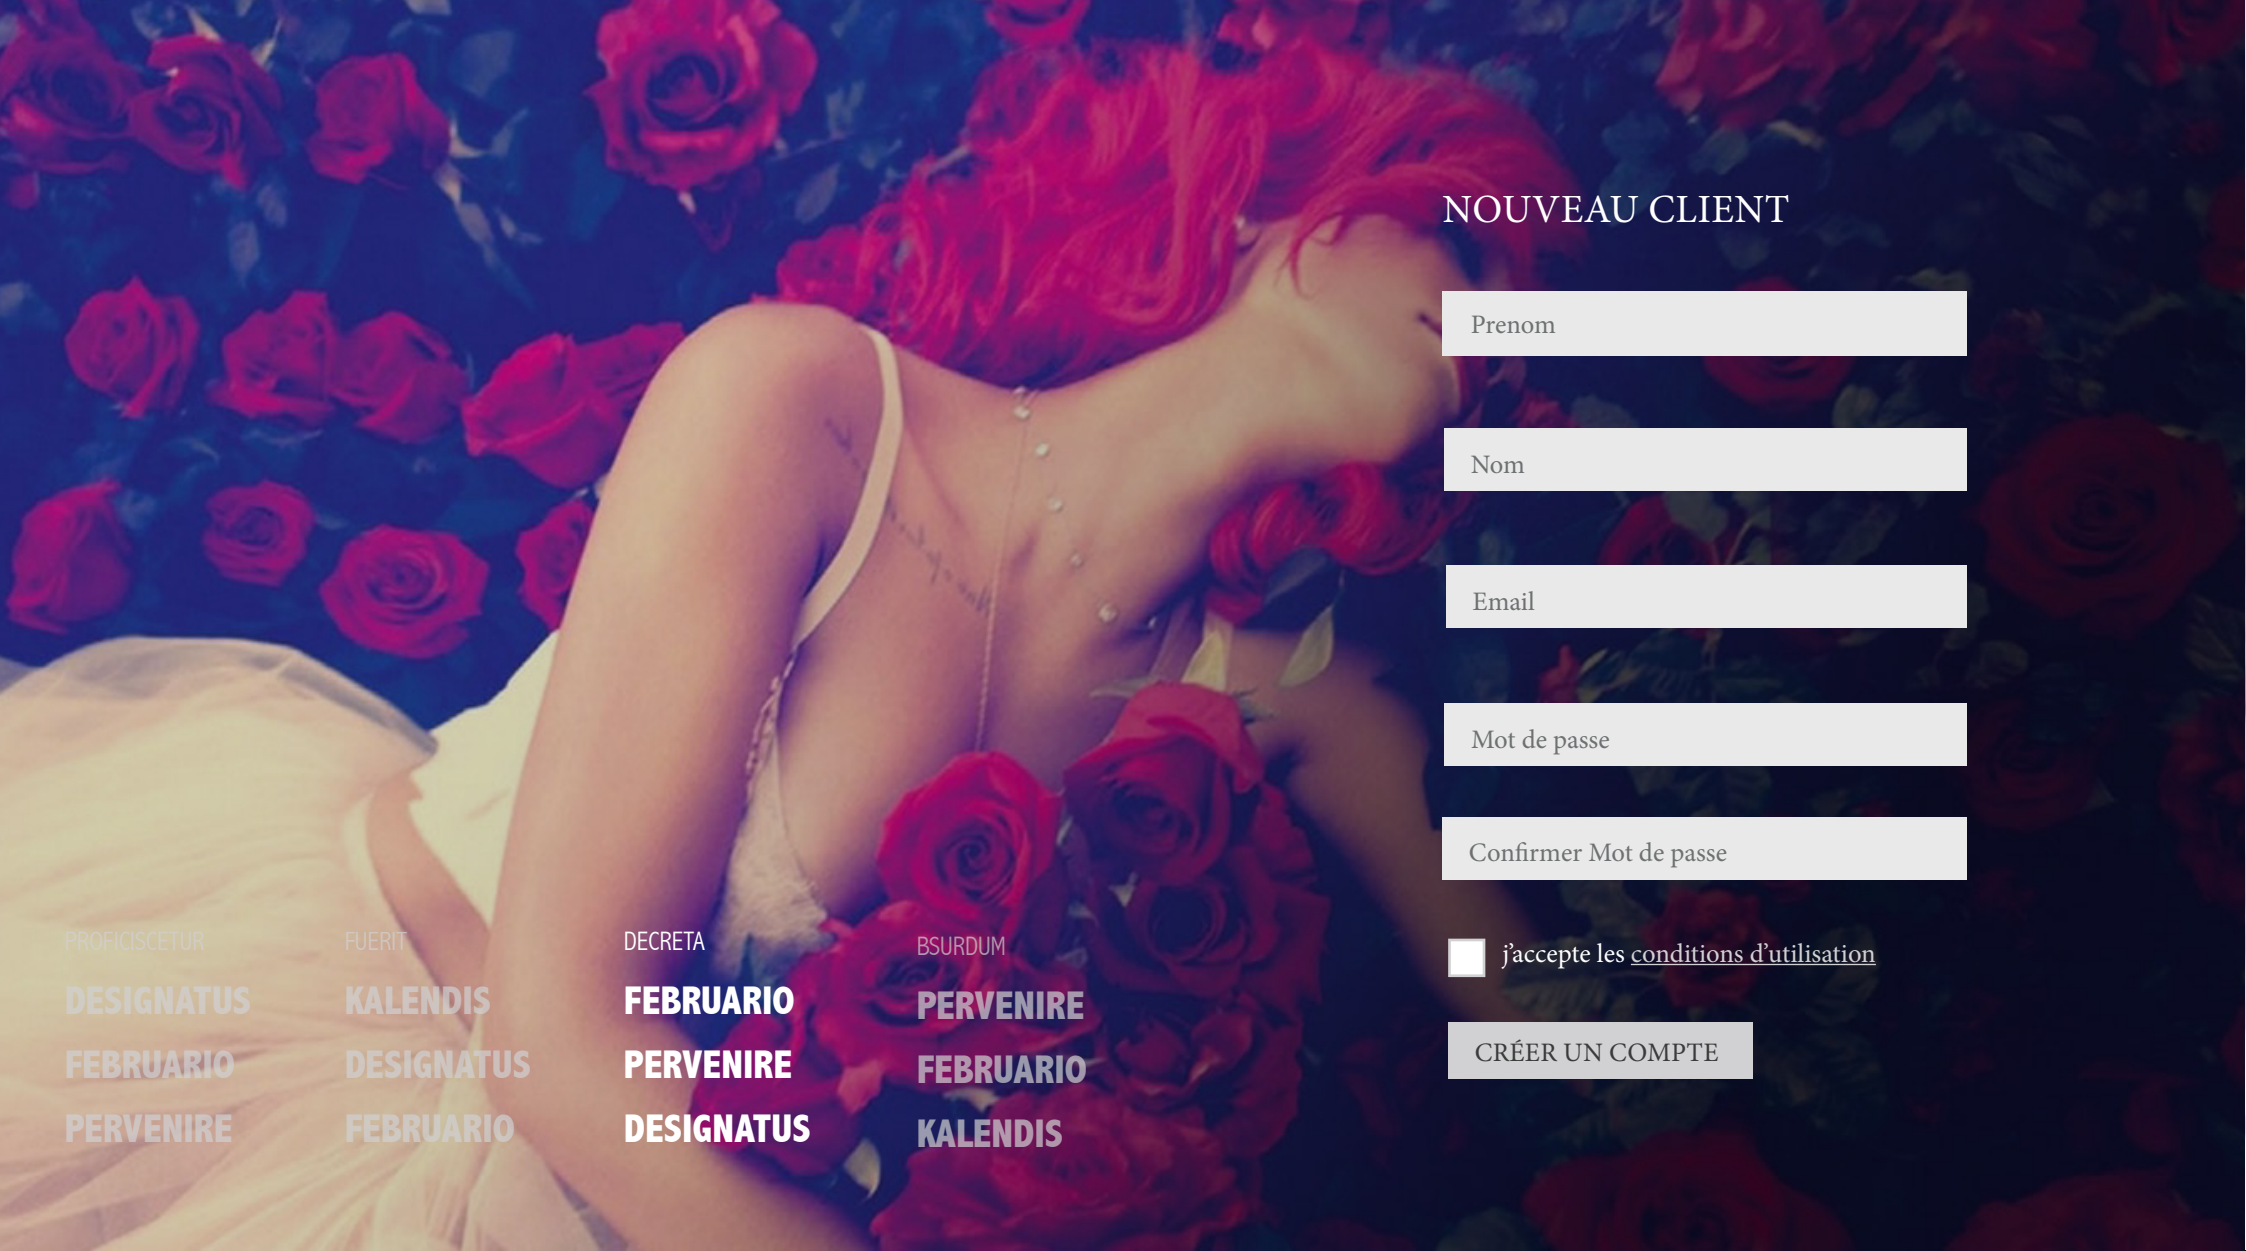 NOUVEAU CLIENT
Prenom
Nom
Email
Mot de passe
Confirmer Mot de passe
j'accepte les conditions d'utilisation
CRÉER UN COMPTE
PROFICISCETUR
DESIGNATUS
FEBRUARIO
PERVENIRE
FUERIT
KALENDIS
DESIGNATUS
FEBRUARIO
DECRETA
FEBRUARIO
PERVENIRE
DESIGNATUS
BSURDUM
PERVENIRE
FEBRUARIO
KALENDIS